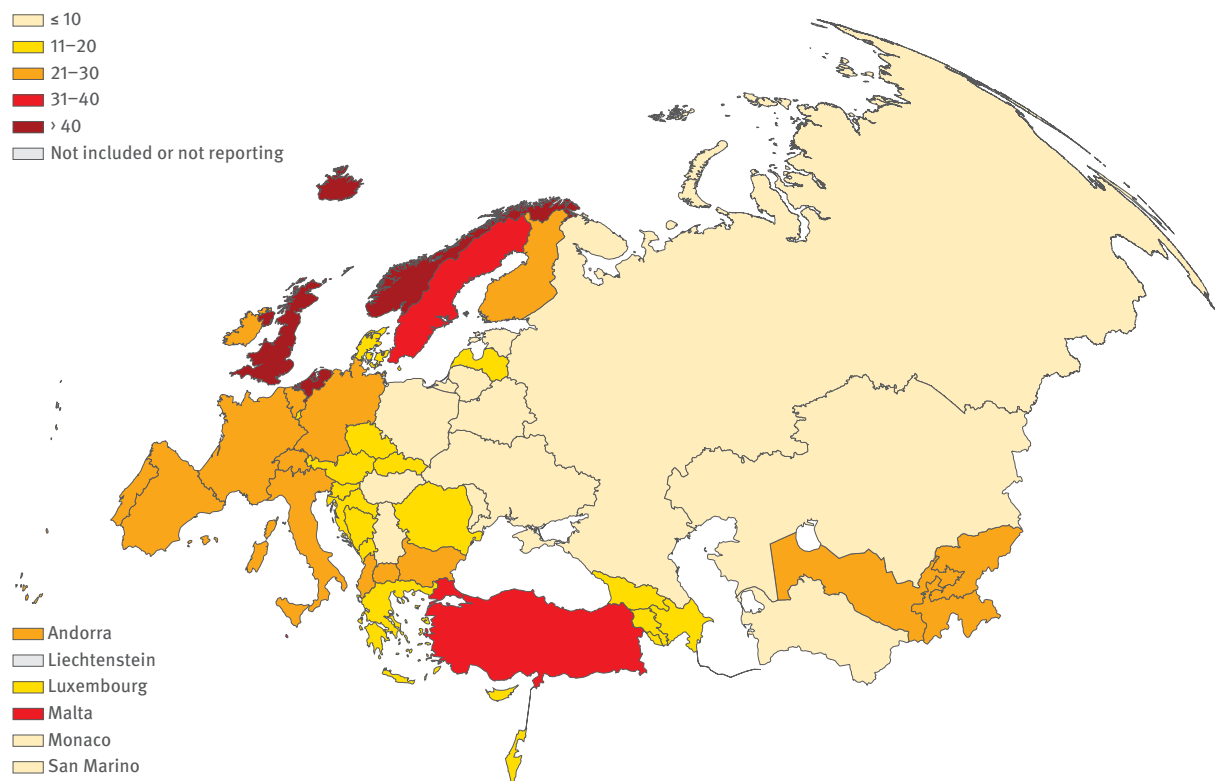 ≤ 10
11–20
21–30
31–40
› 40
Not included or not reporting
Andorra
Liechtenstein
Luxembourg
Malta
Monaco
San Marino